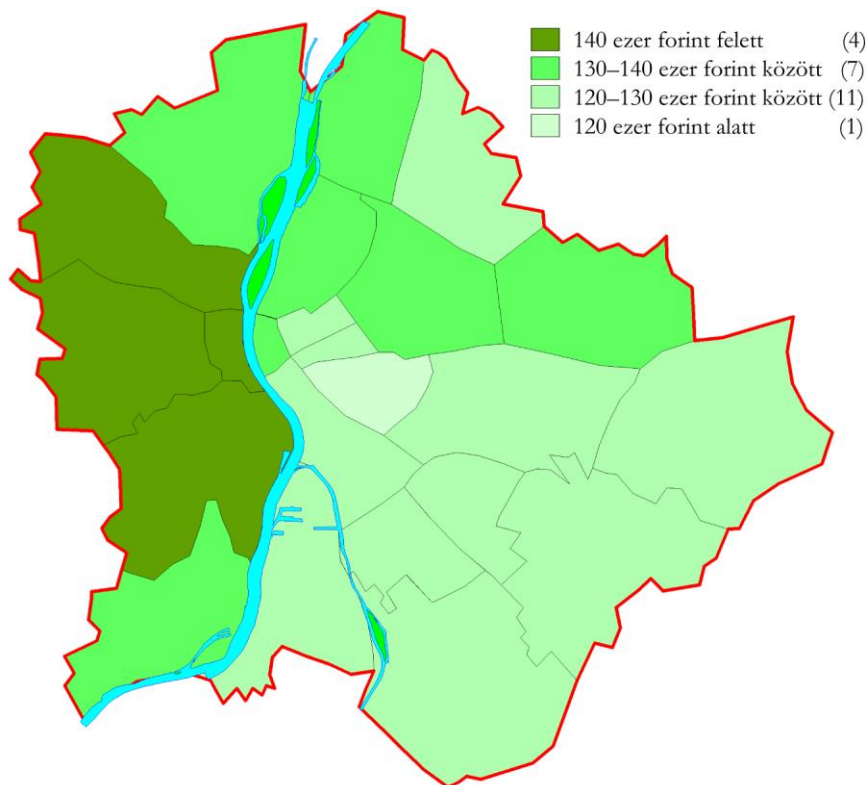 140 ezer forint felett (4)
130–140 ezer forint között (7)
120–130 ezer forint között (11)
120 ezer forint alatt (1)